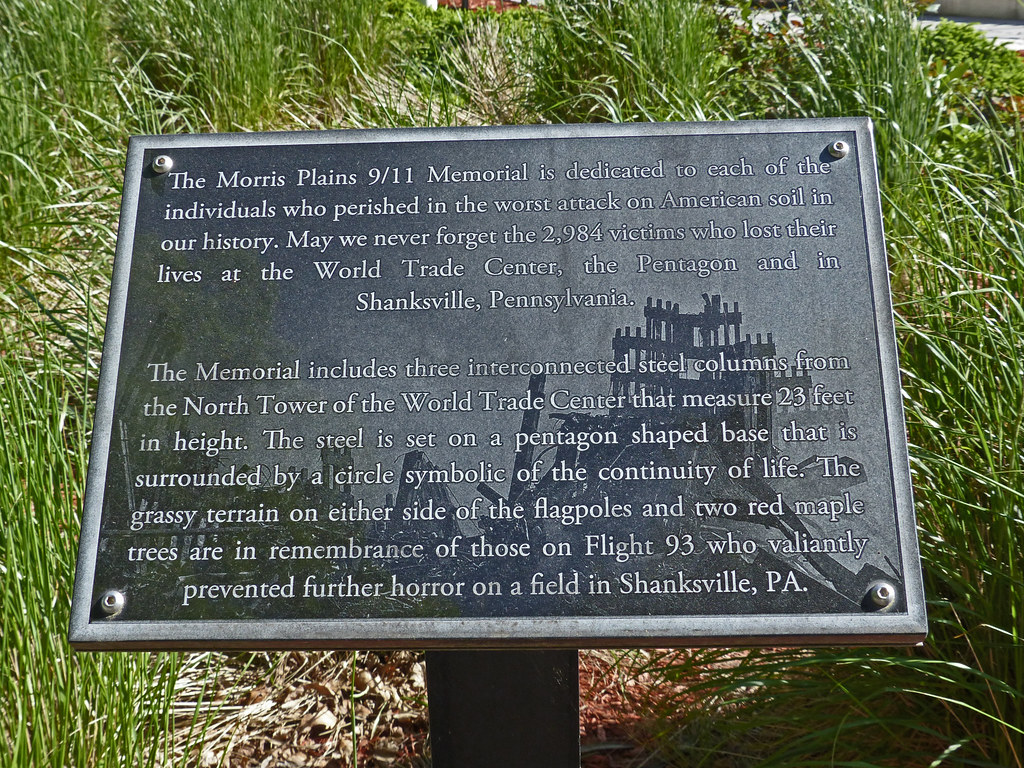 The Morris Plains 9/11 Memorial is dedicated to each of the
individuals who perished in the worst attack on American soil in
our history. May we never forget the 2,984 victims who lost their
lives at the World Trade Center, the Pentagon and in
Shanksville, Pennsylvania.
The Memorial includes three interconnected steel columns from
the North Tower of the World Trade Center that measure 23 feet
in height. The steel is set on a pentagon shaped base that is
surrounded by a circle symbolic of the continuity of life. The
grassy terrain on either side of the flagpoles and two red maple
trees are in remembrance of those on Flight 93 who valiantly
prevented further horror on a field in Shanksville, PA.